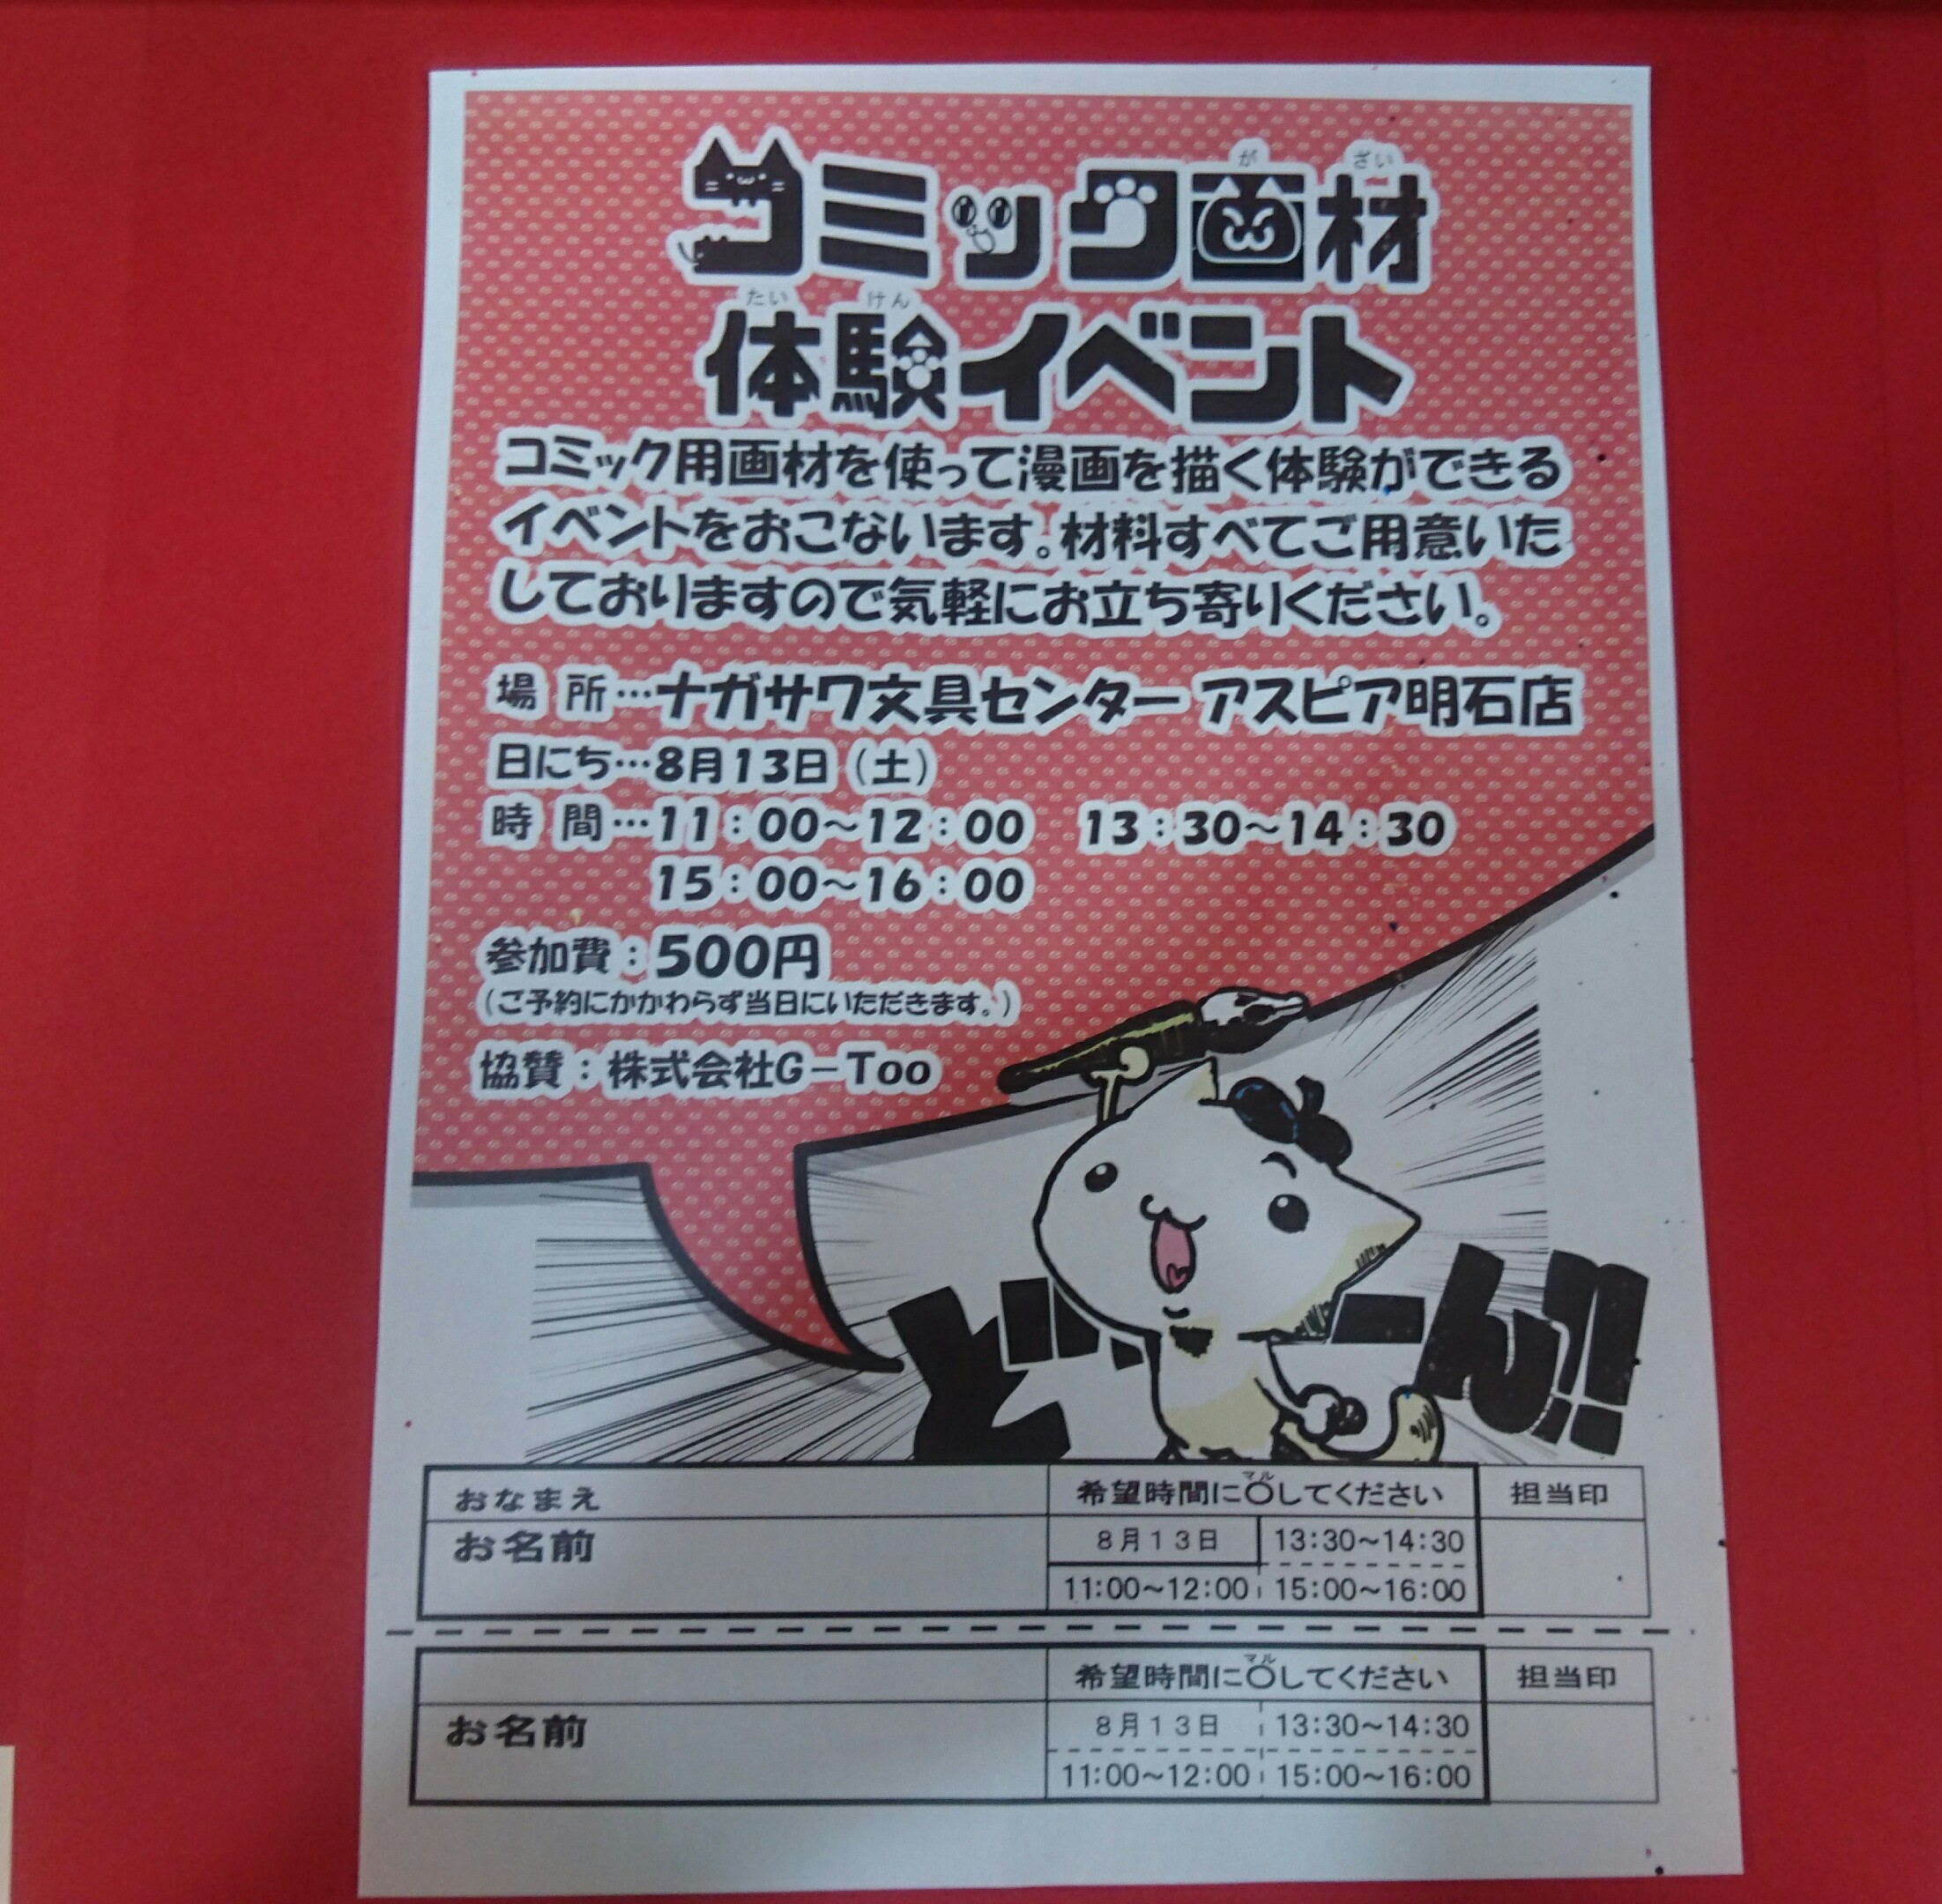 が ざい
コミック画材
たい けん
体験イベント
コミック用画材を使って漫画を描く体験ができる
イベントをおこないます。材料すべてご用意いた
しておりますので気軽にお立ち寄りください。
場 所…ナガサワ文具センター アスピア明石店
日にち…8月13日（土）
時 間…11：00～12：00 13：30～14：30
15：00～16：00
参加費：500円
（ご予約にかかわらず当日にいただきます。）
協賛：株式会社G－Too
どーん!!
おなまえ
お名前
マル
希望時間に○してください
担当印
8月13日 13:30～14:30
11:00～12:00 15:00～16:00
マル
希望時間に○してください
担当印
お名前
8月13日 13:30～14:30
11:00～12:00 15:00～16:00